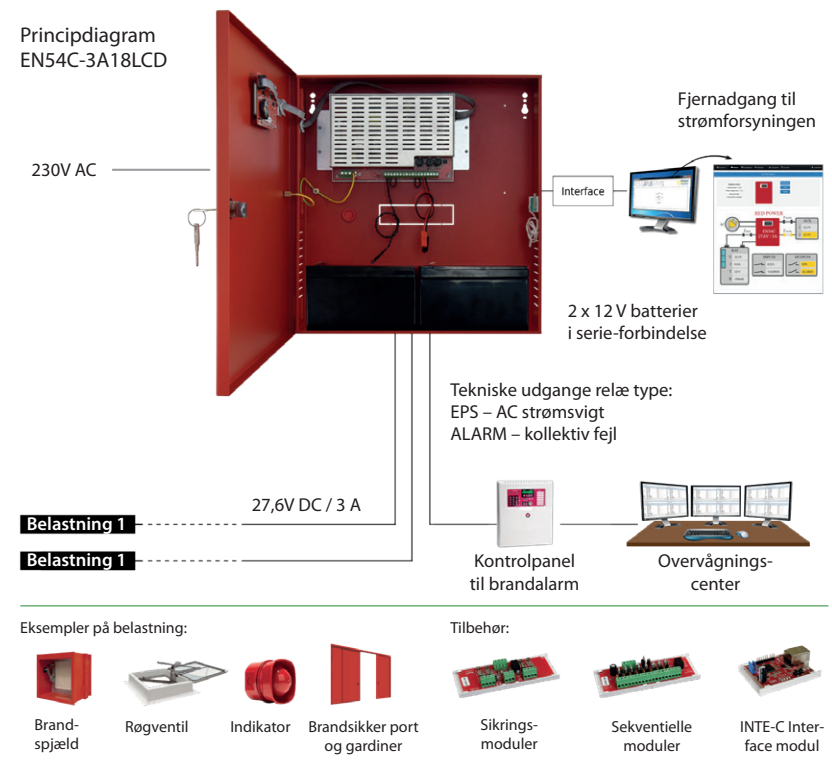 Principdiagram
EN54C-3A18LCD
230V AC
Fjernadgang til
strømforsyningen
Interface
RED POWER
EN54C
2 x 12 V batterier
i serie-forbindelse
Tekniske udgange relæ type:
EPS – AC strømsvigt
ALARM – kollektiv fejl
27,6V DC / 3 A
Belastning 1
Belastning 1
Kontrolpanel
til brandalarm
Overvågnings-
center
Eksempler på belastning:
Tilbehør:
Brand-
spjæld
Røgventil
Indikator
Brandsikker port
og gardiner
Sikrings-
moduler
Sekventielle
moduler
INTE-C Inter-
face modul